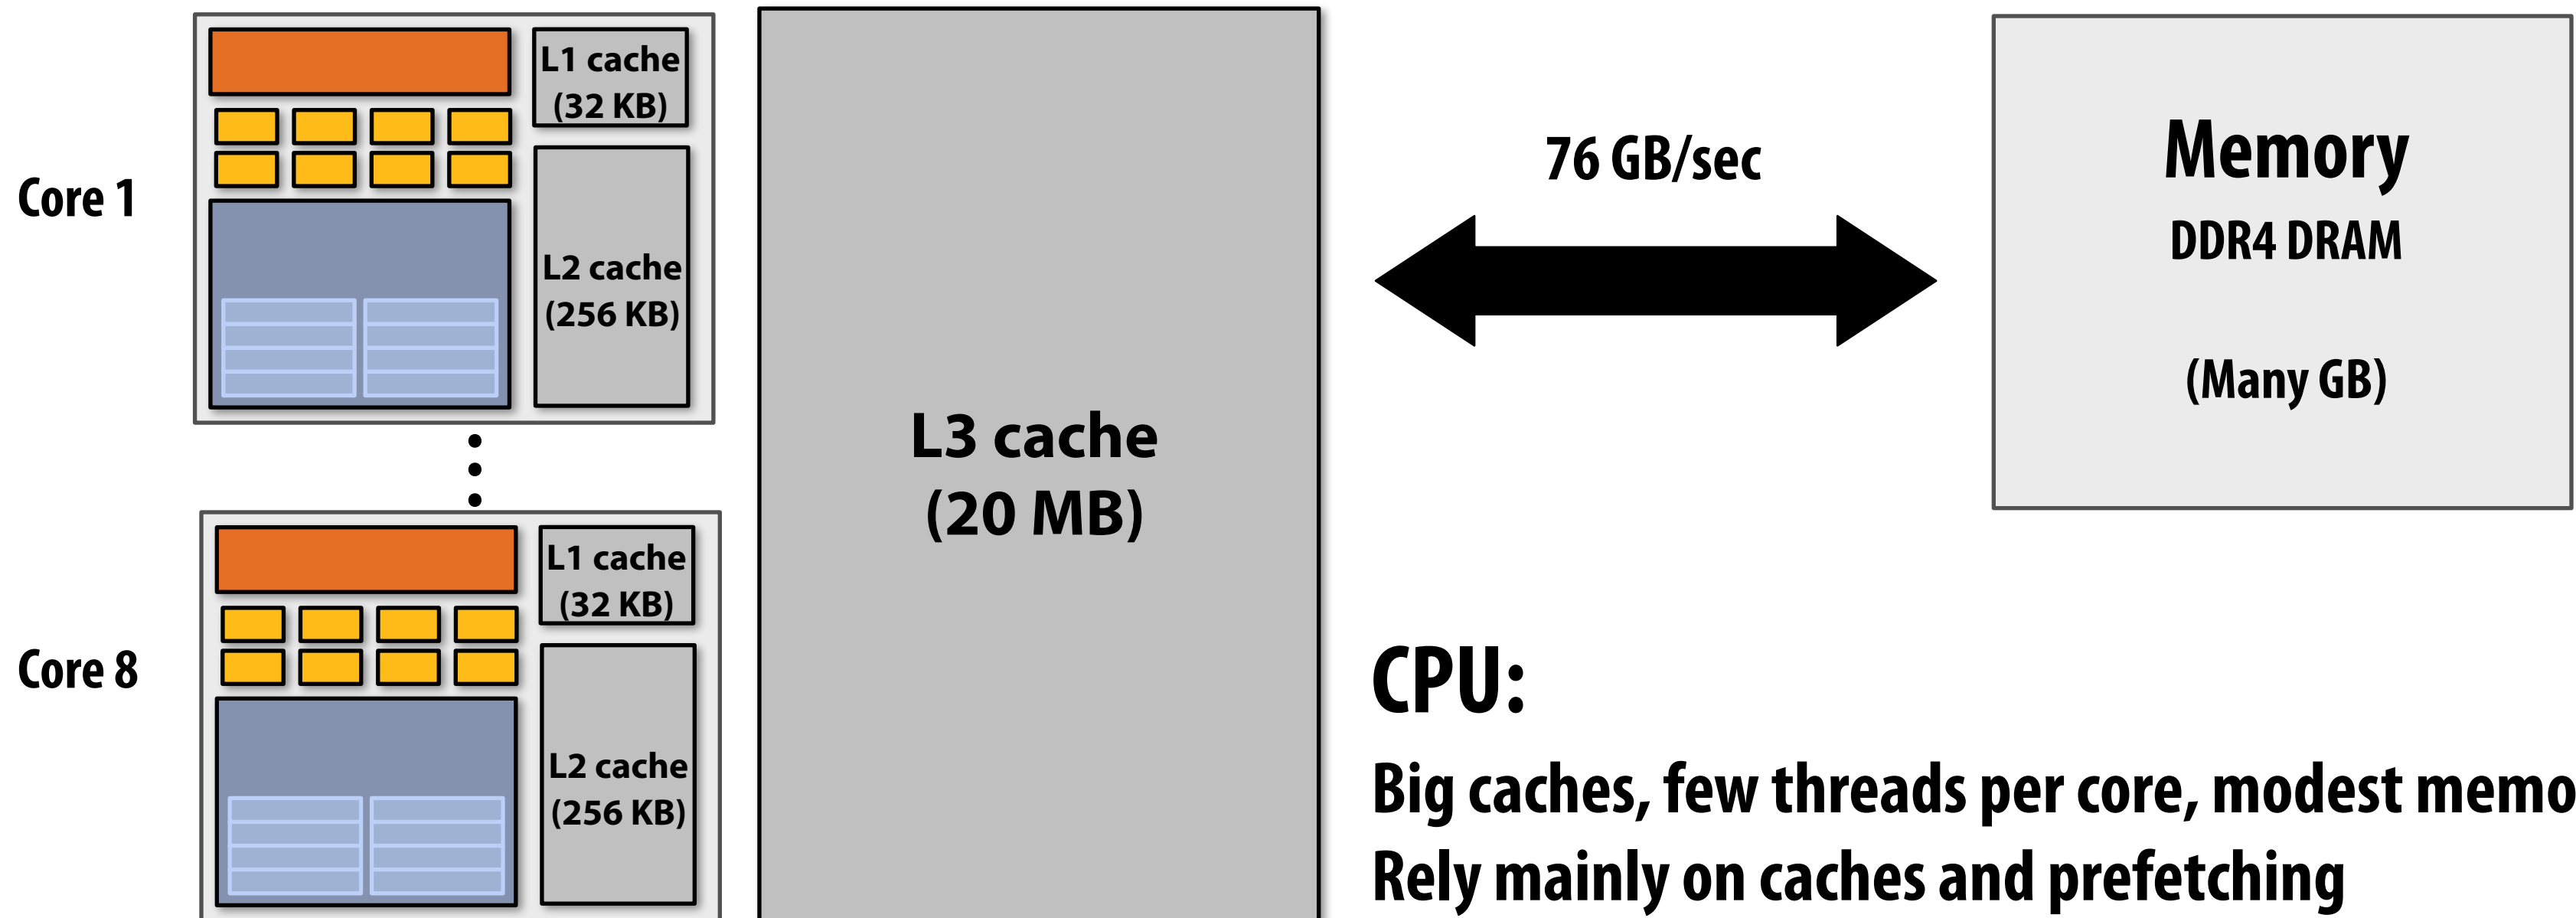 Core 1
L1 cache
(32 KB)
L2 cache
(256 KB)
Core 8
L1 cache
(32 KB)
L2 cache
(256 KB)
L3 cache
(20 MB)
76 GB/sec
Memory
DDR4 DRAM
(Many GB)
CPU:
Big caches, few threads per core, modest memo
Rely mainly on caches and prefetching